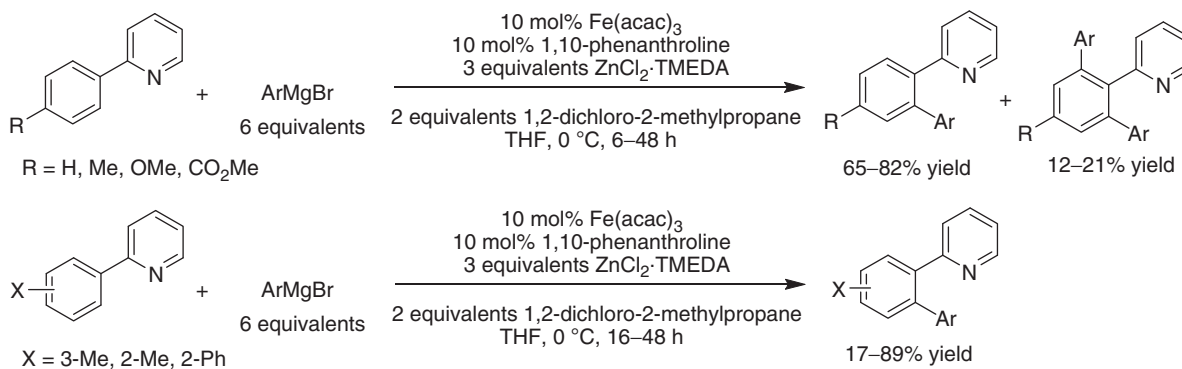 10 mol% Fe(acac)3
10 mol% 1,10-phenanthroline
3 equivalents ZnCl2·TMEDA
N
R
+
ArMgBr
6 equivalents
2 equivalents 1,2-dichloro-2-methylpropane
THF, 0 °C, 6–48 h
R = H, Me, OMe, CO2Me
N
R
Ar
65–82% yield
+
Ar
N
R
Ar
12–21% yield
10 mol% Fe(acac)3
10 mol% 1,10-phenanthroline
3 equivalents ZnCl2·TMEDA
N
X
+
ArMgBr
6 equivalents
2 equivalents 1,2-dichloro-2-methylpropane
THF, 0 °C, 16–48 h
X = 3-Me, 2-Me, 2-Ph
N
X
Ar
17–89% yield